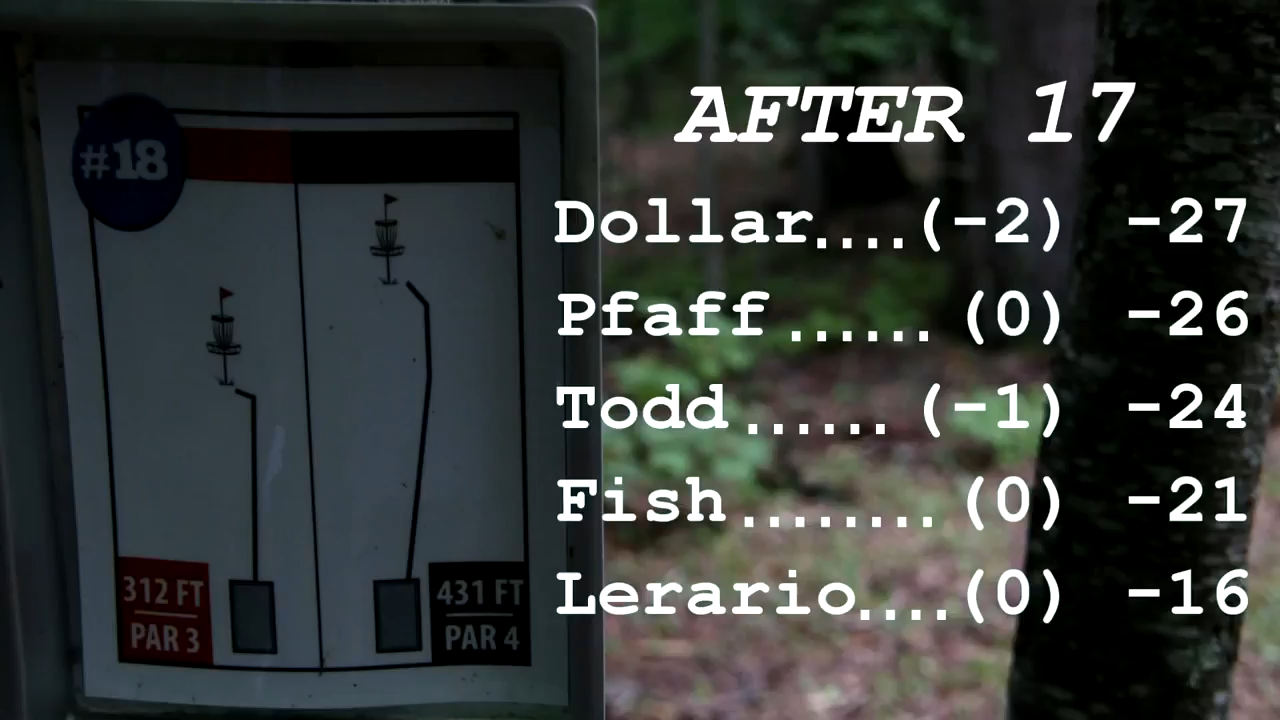 #18
312 FT
PAR 3
431 FT
PAR 4
AFTER 17
Dollar....(-2) -27
Pfaff ...... (0) -26
Todd ...... (-1) -24
Fish ........ (0) -21
Lerario....(0) -16